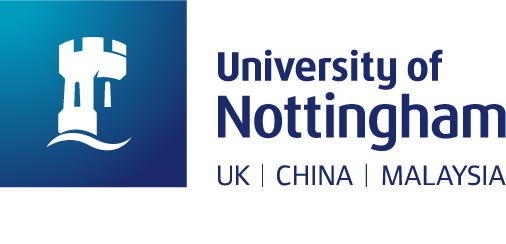 University of
Nottingham
UK | CHINA | MALAYSIA